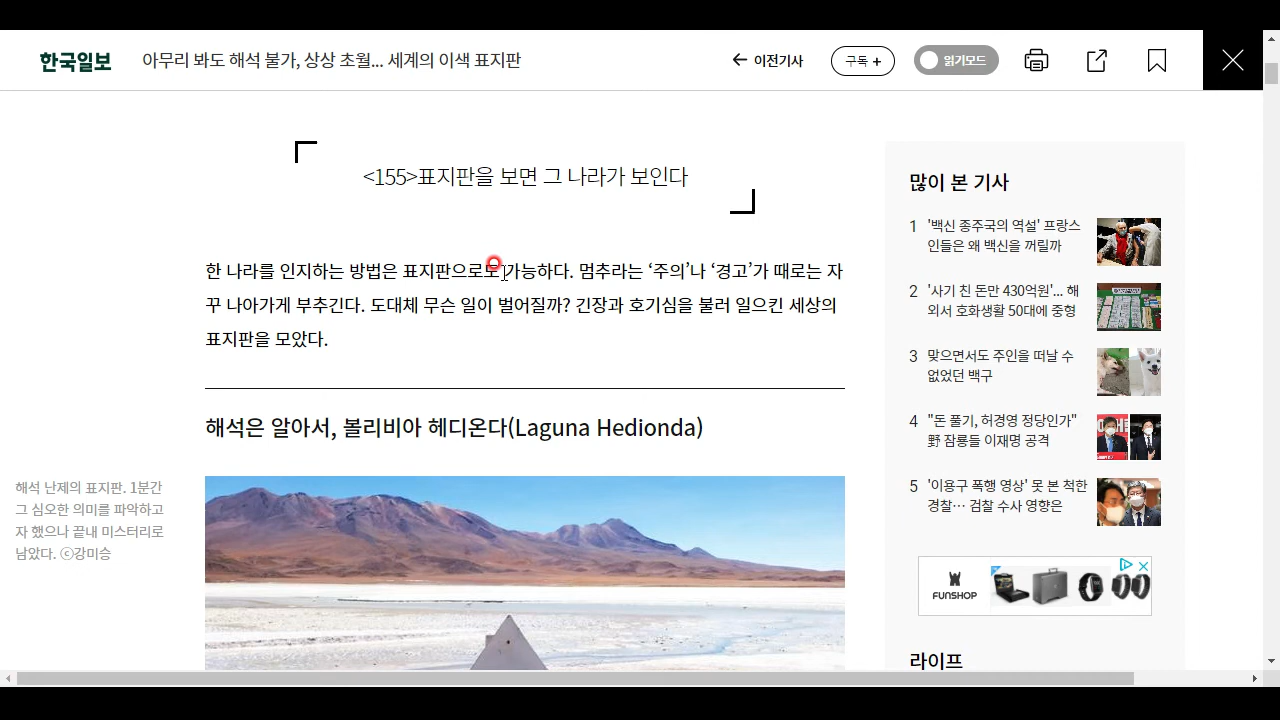 한국일보
아무리 봐도 해석 불가, 상상 초월... 세계의 이색 표지판
이전기사
구독 +
읽기모드
<155>표지판을 보면 그 나라가 보인다
한 나라를 인지하는 방법은 표지판으로도 가능하다. 멈추라는 ‘주의’나 ‘경고’가 때로는 자
꾸 나아가게 부추긴다. 도대체 무슨 일이 벌어질까? 긴장과 호기심을 불러 일으킨 세상의
표지판을 모았다.
해석은 알아서, 볼리비아 헤디온다(Laguna Hedionda)
해석 난제의 표지판. 1분간
그 심오한 의미를 파악하고
자 했으나 끝내 미스터리로
남았다. ⓒ강미승
많이 본 기사
1 '백신 종주국의 역설' 프랑스
인들은 왜 백신을 꺼릴까
2 '사기 친 돈만 430억원'... 해
외서 호화생활 50대에 중형
3 맞으면서도 주인을 떠날 수
없었던 백구
4 "돈 풀기, 허경영 정당인가"
野 잠룡들 이재명 공격
5 '이용구 폭행 영상' 못 본 척한
경찰… 검찰 수사 영향은
FUNSHOP
라이프